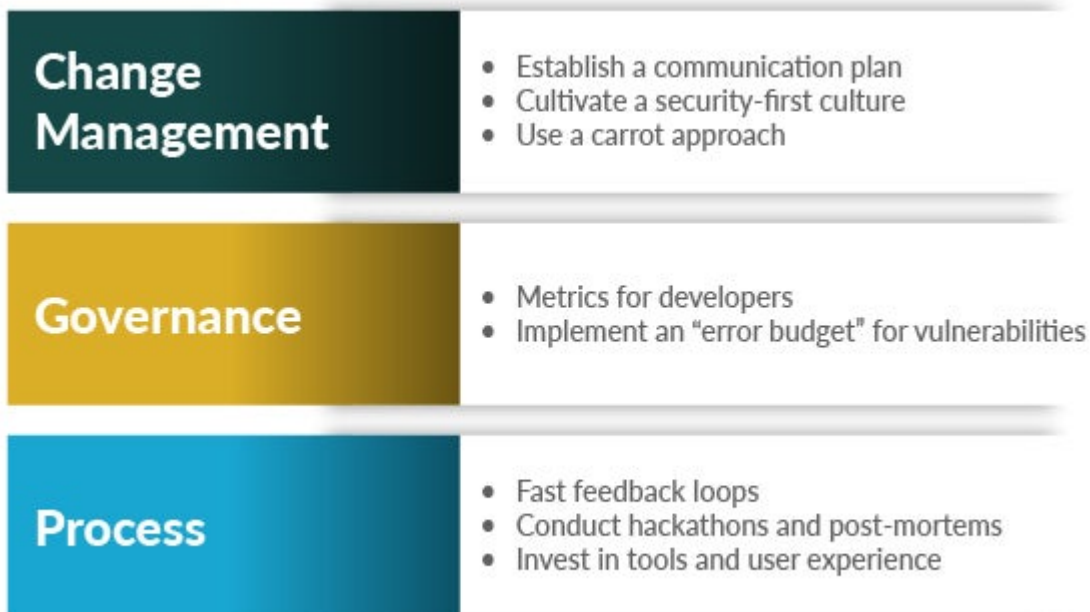 Change
Management
• Establish a communication plan
• Cultivate a security-first culture
• Use a carrot approach
Governance
• Metrics for developers
• Implement an “error budget” for vulnerabilities
Process
• Fast feedback loops
• Conduct hackathons and post-mortems
• Invest in tools and user experience